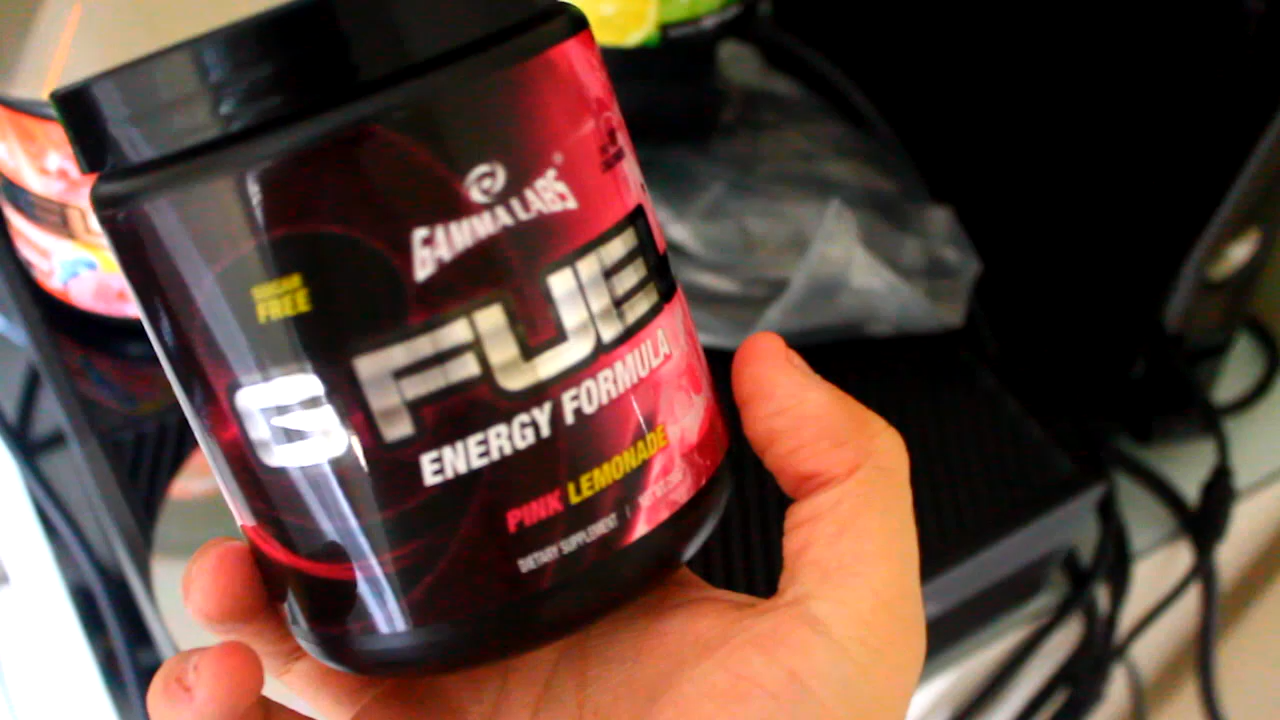 GAMMA LABS
SUGAR
FREE
G FUEL
ENERGY FORMULA
PINK LEMONADE
DIETARY SUPPLEMENT